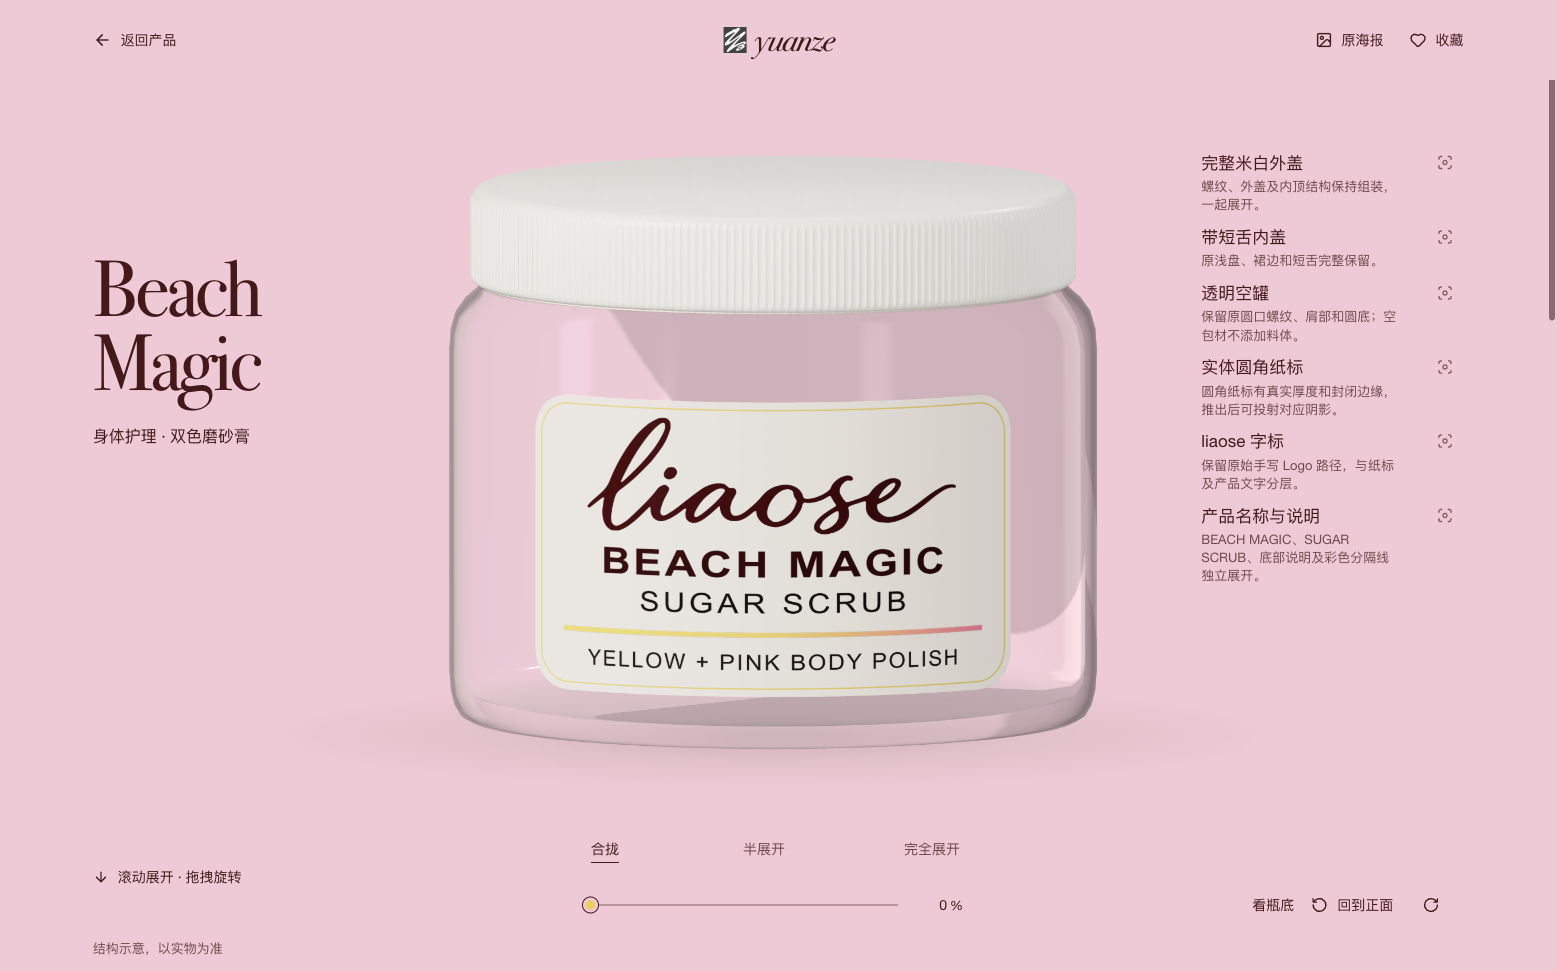 返回产品
yuanze
原海报
收藏
Beach
Magic
身体护理 · 双色磨砂膏
liaose
BEACH MAGIC
SUGAR SCRUB
YELLOW + PINK BODY POLISH
完整米白外盖
螺纹、外盖及内顶结构保持组装，
一起展开。
带短舌内盖
原浅盘、裙边和短舌完整保留。
透明空罐
保留原圆口螺纹、肩部和圆底；空
包材不添加料体。
实体圆角纸标
圆角纸标有真实厚度和封闭边缘，
推出后可投射对应阴影。
liaose 字标
保留原始手写 Logo 路径，与纸标
及产品文字分层。
产品名称与说明
BEACH MAGIC、SUGAR
SCRUB、底部说明及彩色分隔线
独立展开。
合拢
半展开
完全展开
滚动展开 · 拖拽旋转
0 %
看瓶底
回到正面
结构示意，以实物为准